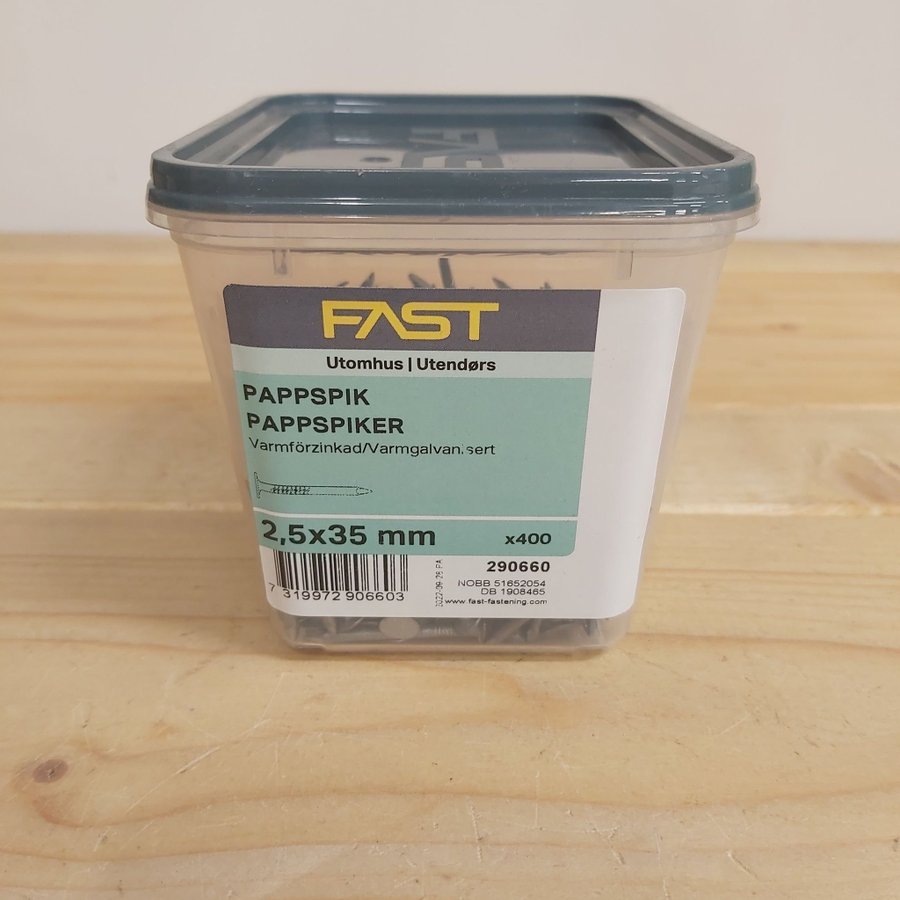 FAST
Utomhus | Utendørs
PAPPSPIK
PAPPSPIKER
Varmförzinkad/Varmgalvanisert
2,5x35 mm x400
290660
NOBB 51652054
DB 1908465
www.fast-fastening.com
7 319972 906603